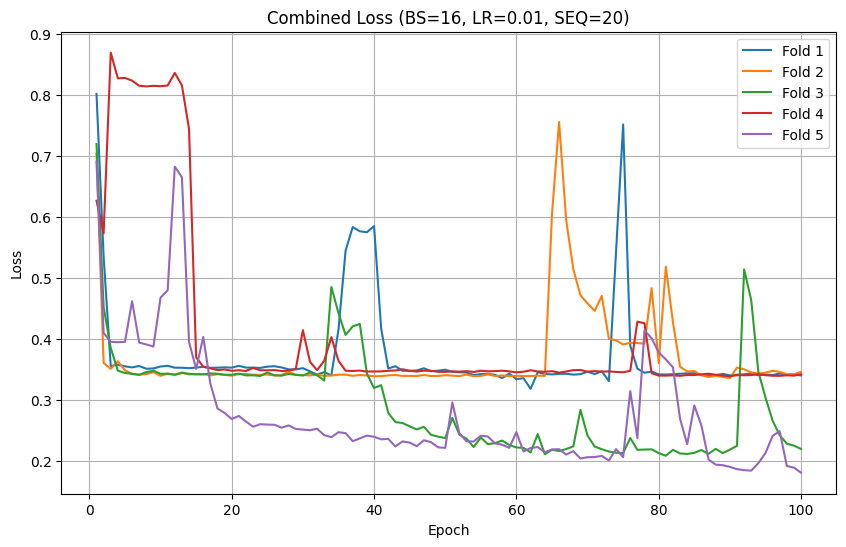 Combined Loss (BS=16, LR=0.01, SEQ=20)
Loss
0.9
0.8
0.7
0.6
0.5
0.4
0.3
0.2
Fold 1
Fold 2
Fold 3
Fold 4
Fold 5
0 20 40 60 80 100
Epoch